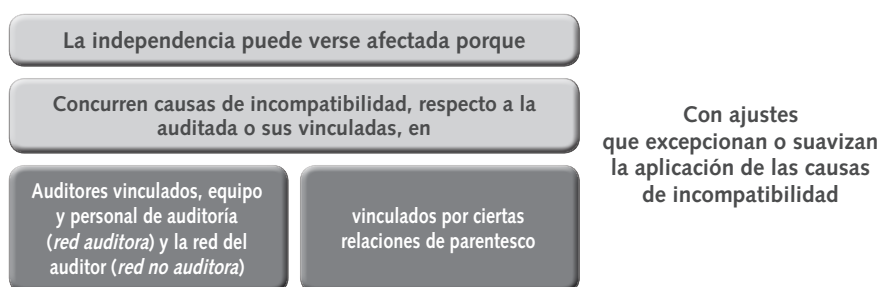 La independencia puede verse afectada porque
Concurren causas de incompatibilidad, respecto a la
auditada o sus vinculadas, en
Auditores vinculados, equipo
y personal de auditoría
(red auditora) y la red del
auditor (red no auditora)
vinculados por ciertas
relaciones de parentesco
Con ajustes
que excepcionan o suavizan
la aplicación de las causas
de incompatibilidad